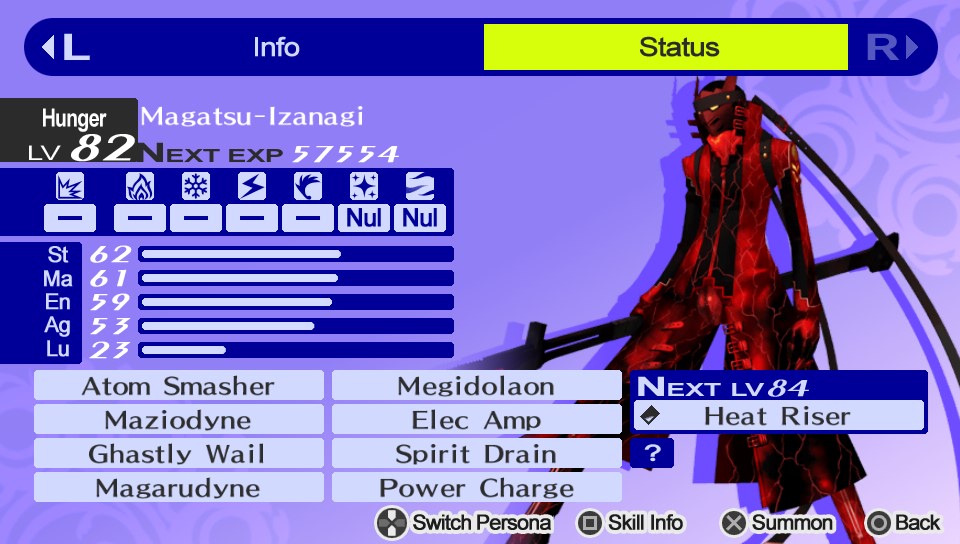 L Info Status R
Hunger Magatsu-Izanagi
LV 82 NEXT EXP 57554
– – – – – Nul Nul
St 62
Ma 61
En 59
Ag 53
Lu 23
Atom Smasher Megidolaon NEXT LV 84
Maziodyne Elec Amp Heat Riser
Ghastly Wail Spirit Drain ?
Magarudyne Power Charge
Switch Persona Skill Info Summon Back